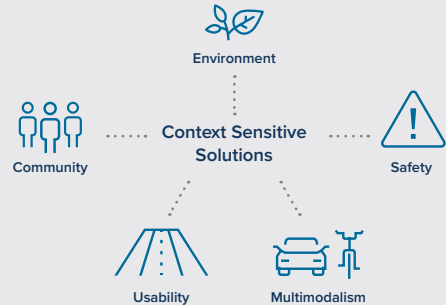 Environment
Context Sensitive
Solutions
Community
Safety
Usability
Multimodalism